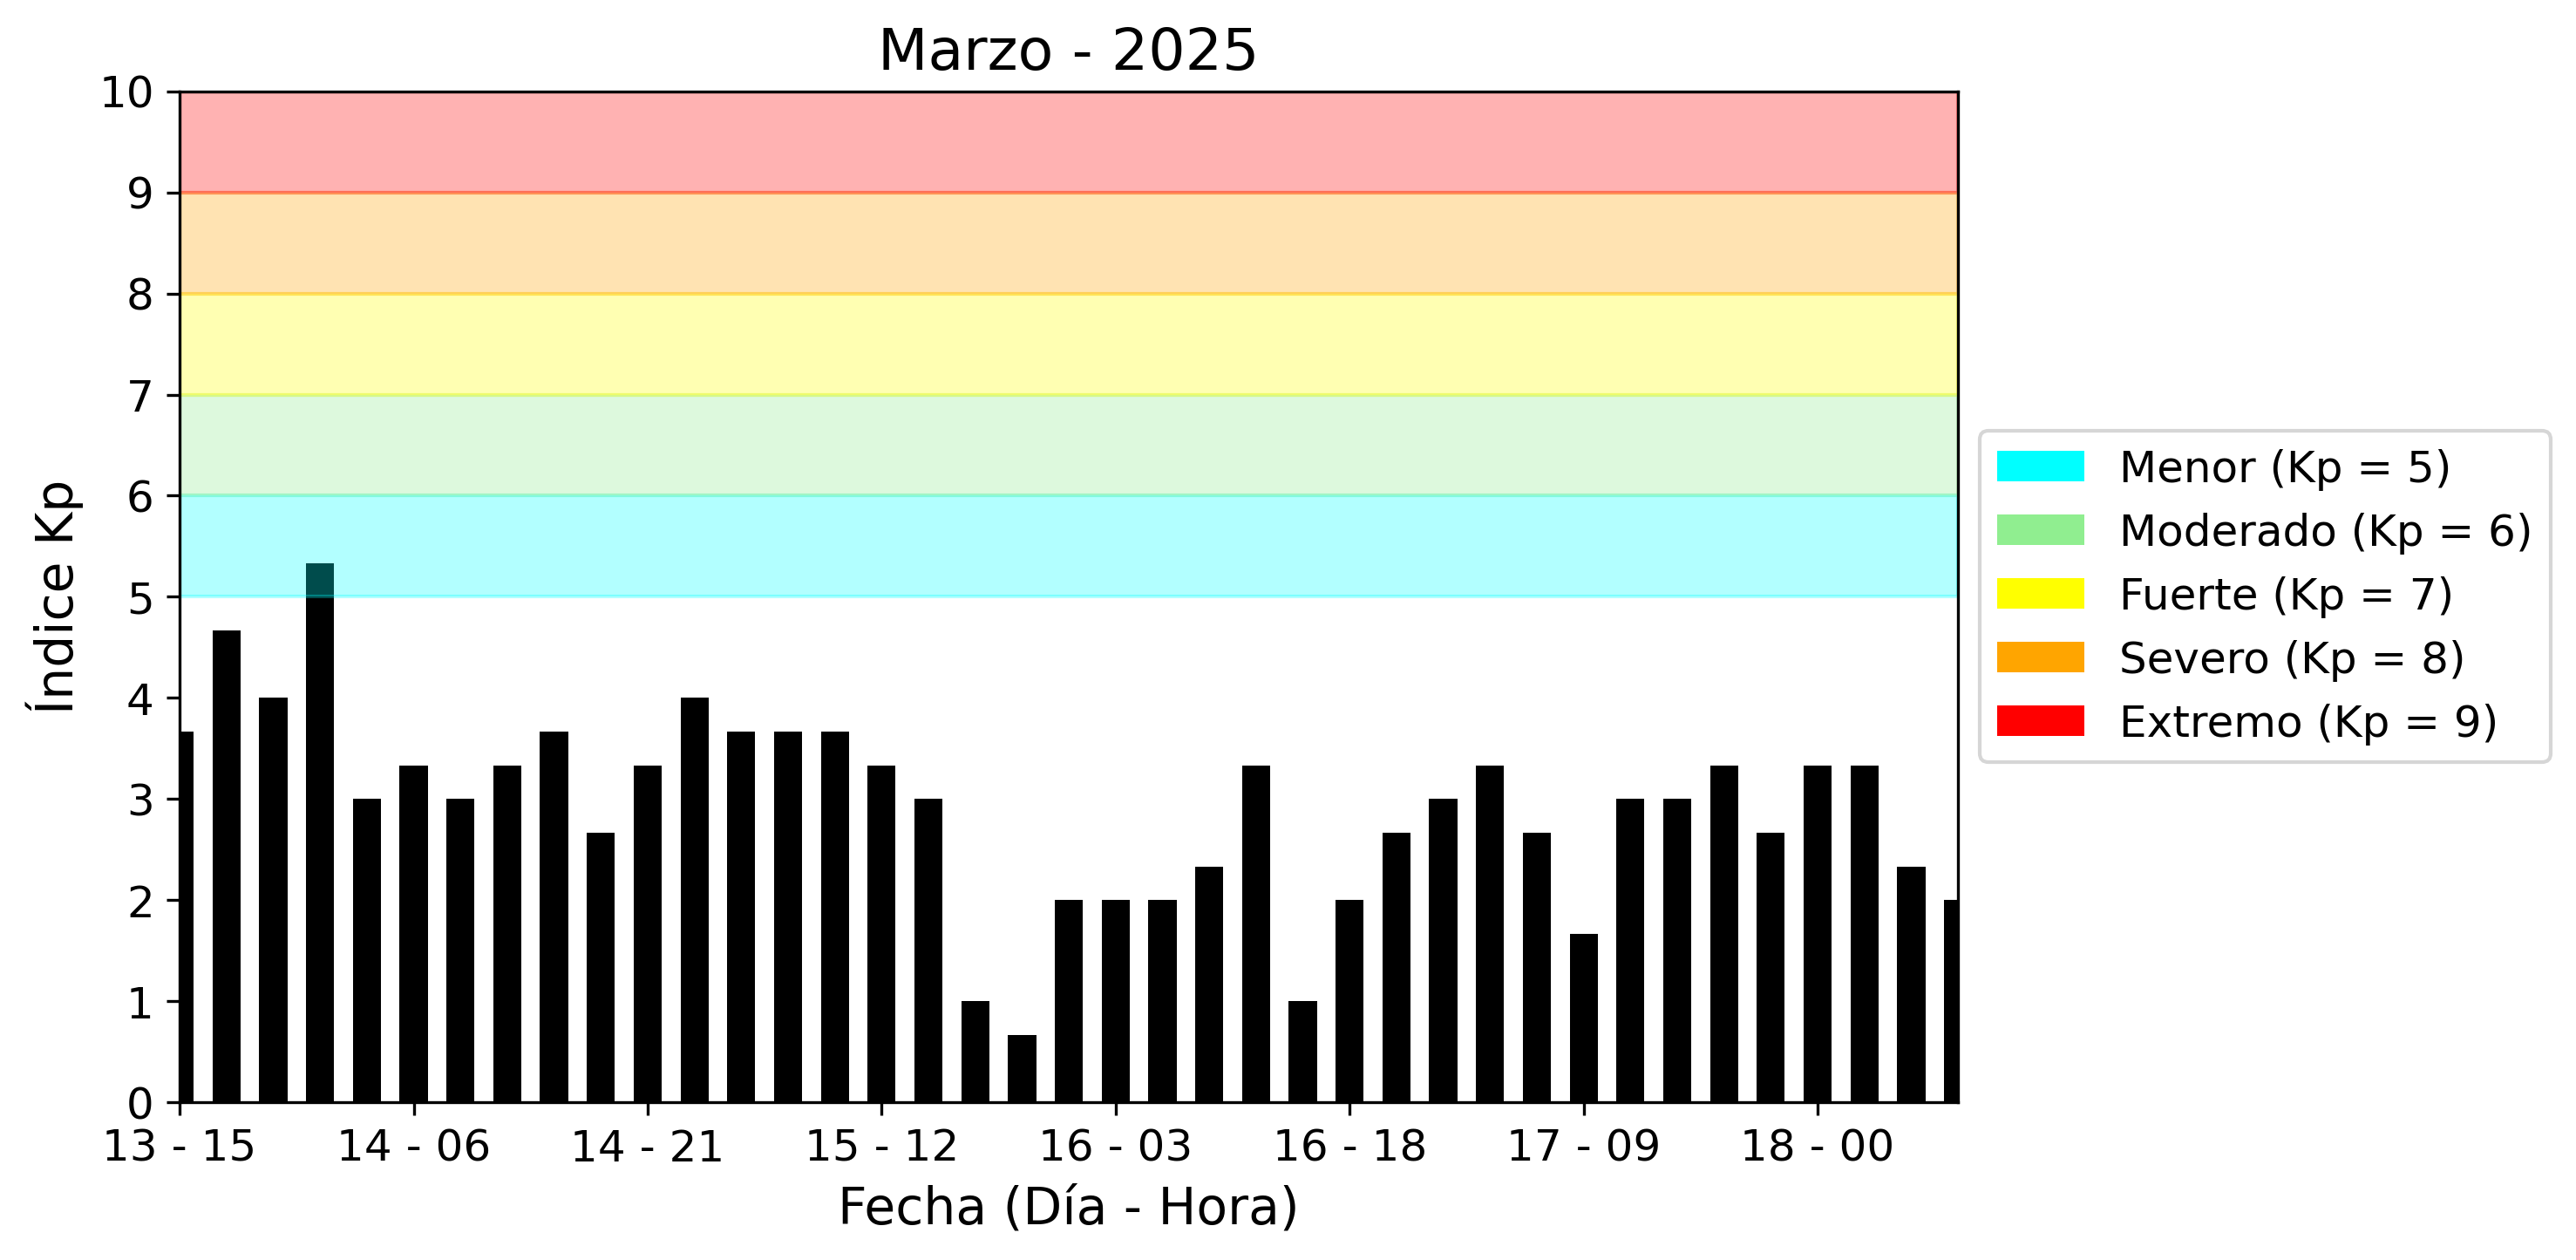 Marzo - 2025
Índice Kp
10
9
8
7
6
5
4
3
2
1
0
13 - 15
14 - 06
14 - 21
15 - 12
16 - 03
16 - 18
17 - 09
18 - 00
Fecha (Día - Hora)
Menor (Kp = 5)
Moderado (Kp = 6)
Fuerte (Kp = 7)
Severo (Kp = 8)
Extremo (Kp = 9)